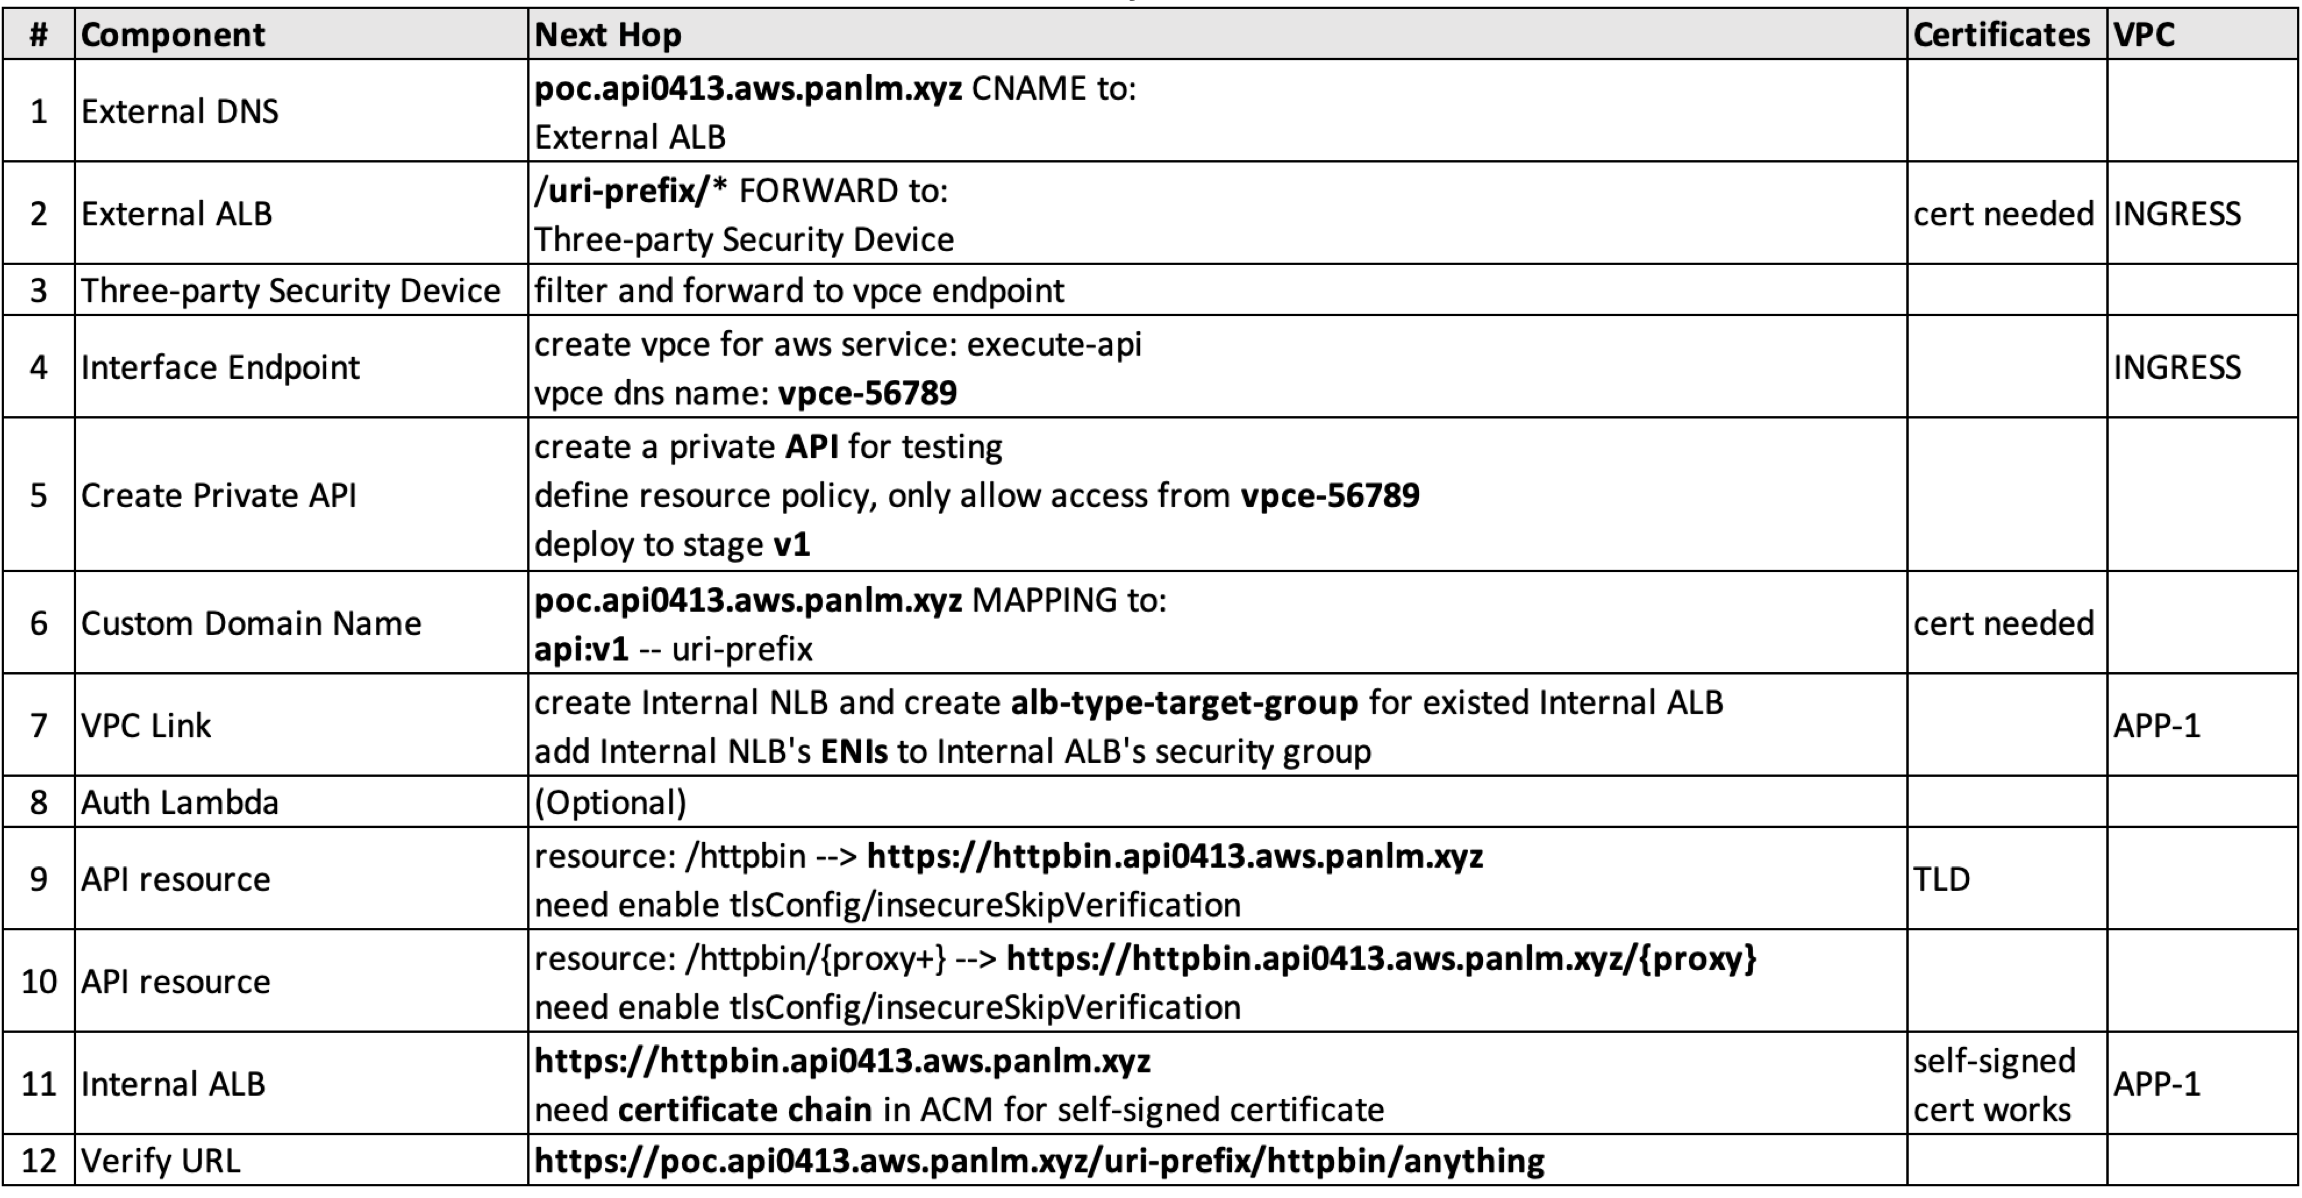 # Component Next Hop Certificates VPC
1 External DNS poc.api0413.aws.panlm.xyz CNAME to:
External ALB
2 External ALB /uri-prefix/* FORWARD to:
Three-party Security Device cert needed INGRESS
3 Three-party Security Device filter and forward to vpce endpoint
4 Interface Endpoint create vpce for aws service: execute-api
vpce dns name: vpce-56789 INGRESS
5 Create Private API create a private API for testing
define resource policy, only allow access from vpce-56789
deploy to stage v1
6 Custom Domain Name poc.api0413.aws.panlm.xyz MAPPING to:
api:v1 -- uri-prefix cert needed
7 VPC Link create Internal NLB and create alb-type-target-group for existed Internal ALB
add Internal NLB's ENIs to Internal ALB's security group APP-1
8 Auth Lambda (Optional)
9 API resource resource: /httpbin --> https://httpbin.api0413.aws.panlm.xyz
need enable tlsConfig/insecureSkipVerification TLD
10 API resource resource: /httpbin/{proxy+} --> https://httpbin.api0413.aws.panlm.xyz/{proxy}
need enable tlsConfig/insecureSkipVerification
11 Internal ALB https://httpbin.api0413.aws.panlm.xyz self-signed
need certificate chain in ACM for self-signed certificate cert works APP-1
12 Verify URL https://poc.api0413.aws.panlm.xyz/uri-prefix/httpbin/anything